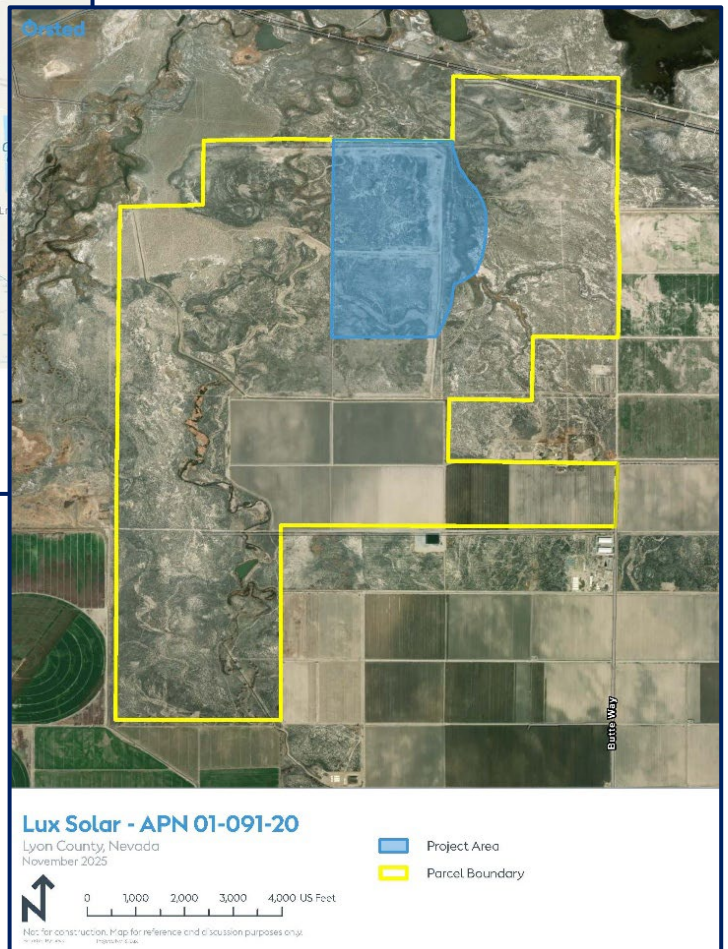 Ørsted
Butte Way
Lux Solar - APN 01-091-20
Lyon County, Nevada
November 2025
Project Area
Parcel Boundary
N
0 1,000 2,000 3,000 4,000 US Feet
Not for construction. Map for reference and discussion purposes only.